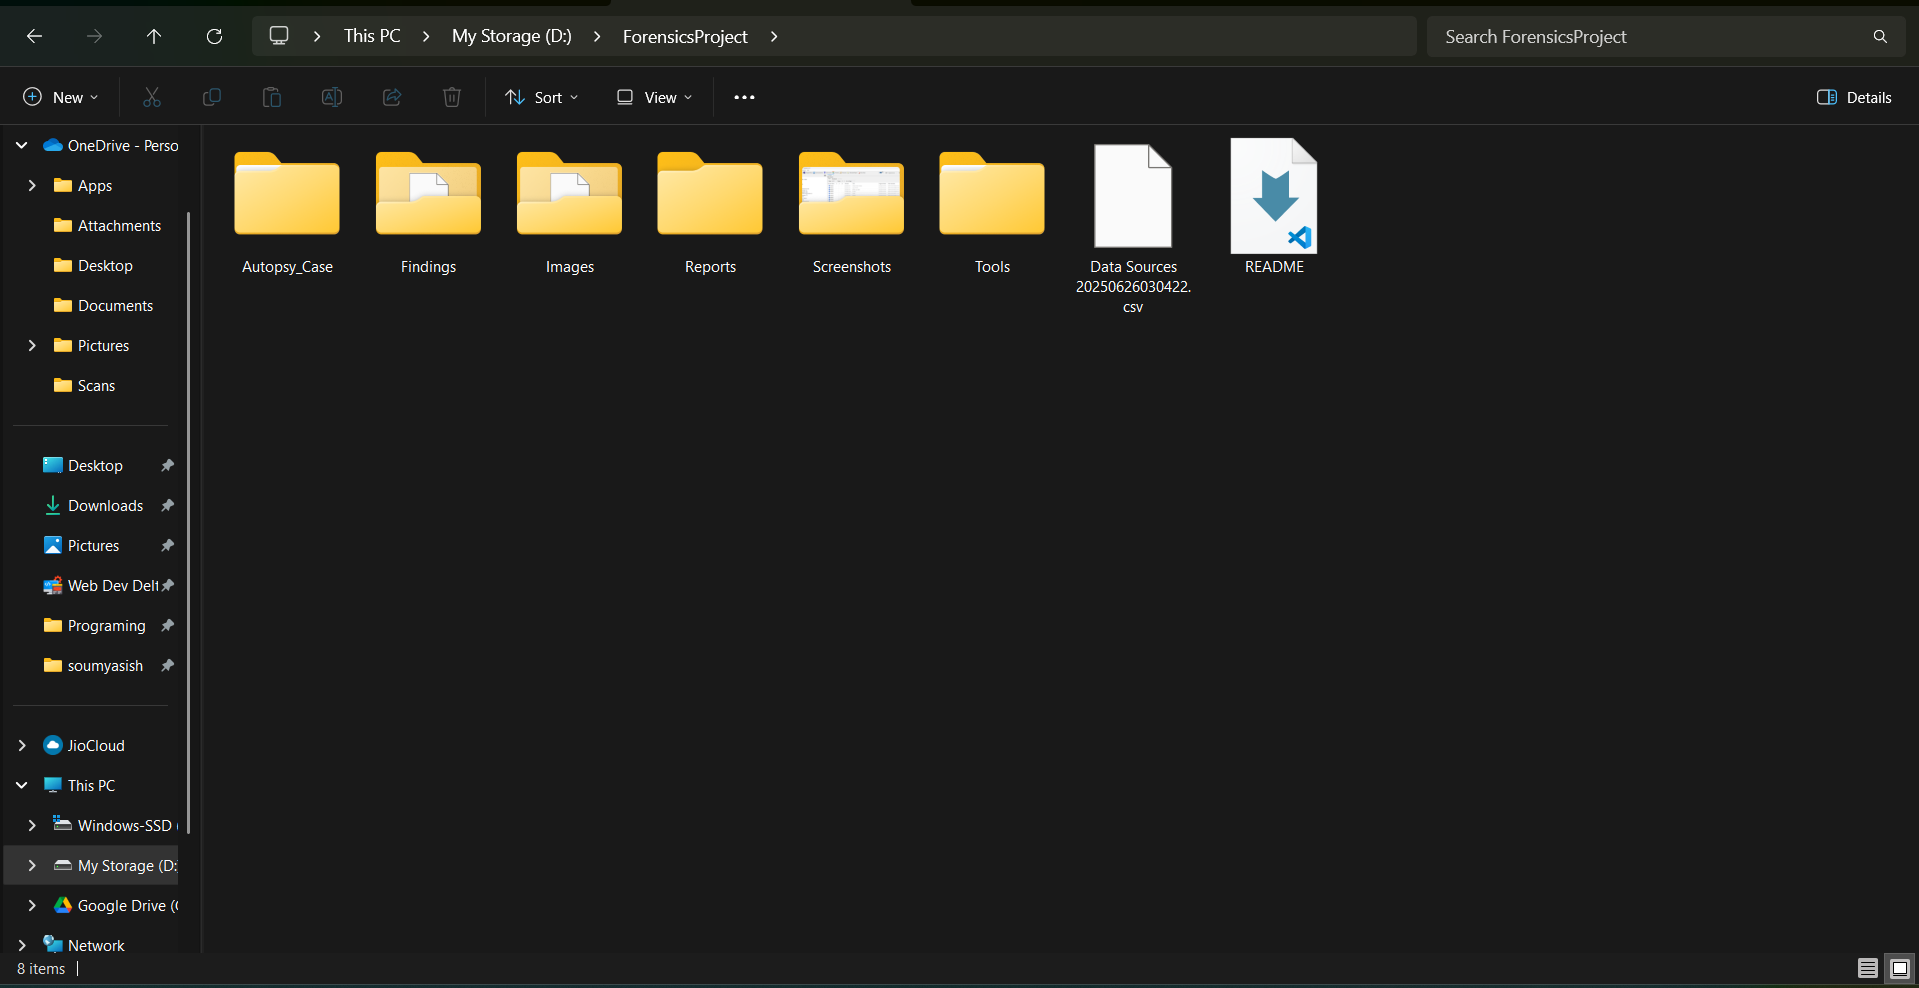 This PC
My Storage (D:)
ForensicsProject
Search ForensicsProject
New
Sort
View
Details
OneDrive - Perso
Apps
Attachments
Desktop
Documents
Pictures
Scans
Desktop
Downloads
Pictures
Web Dev Delt
Programing
soumyasish
JioCloud
This PC
Windows-SSD (
My Storage (D:
Google Drive (G
Network
Autopsy_Case
Findings
Images
Reports
Screenshots
Tools
Data Sources
20250626030422.
csv
README
8 items